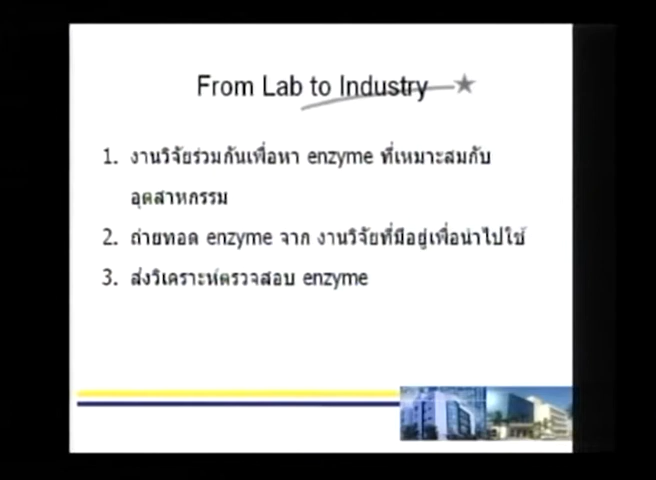 From Lab to Industry
1. งานวิจัยร่วมกันเพื่อหา enzyme ที่เหมาะสมกับ
อุตสาหกรรม
2. ถ่ายทอด enzyme จาก งานวิจัยที่มีอยู่เพื่อนำไปใช้
3. ส่งวิเคราะห์ตรวจสอบ enzyme